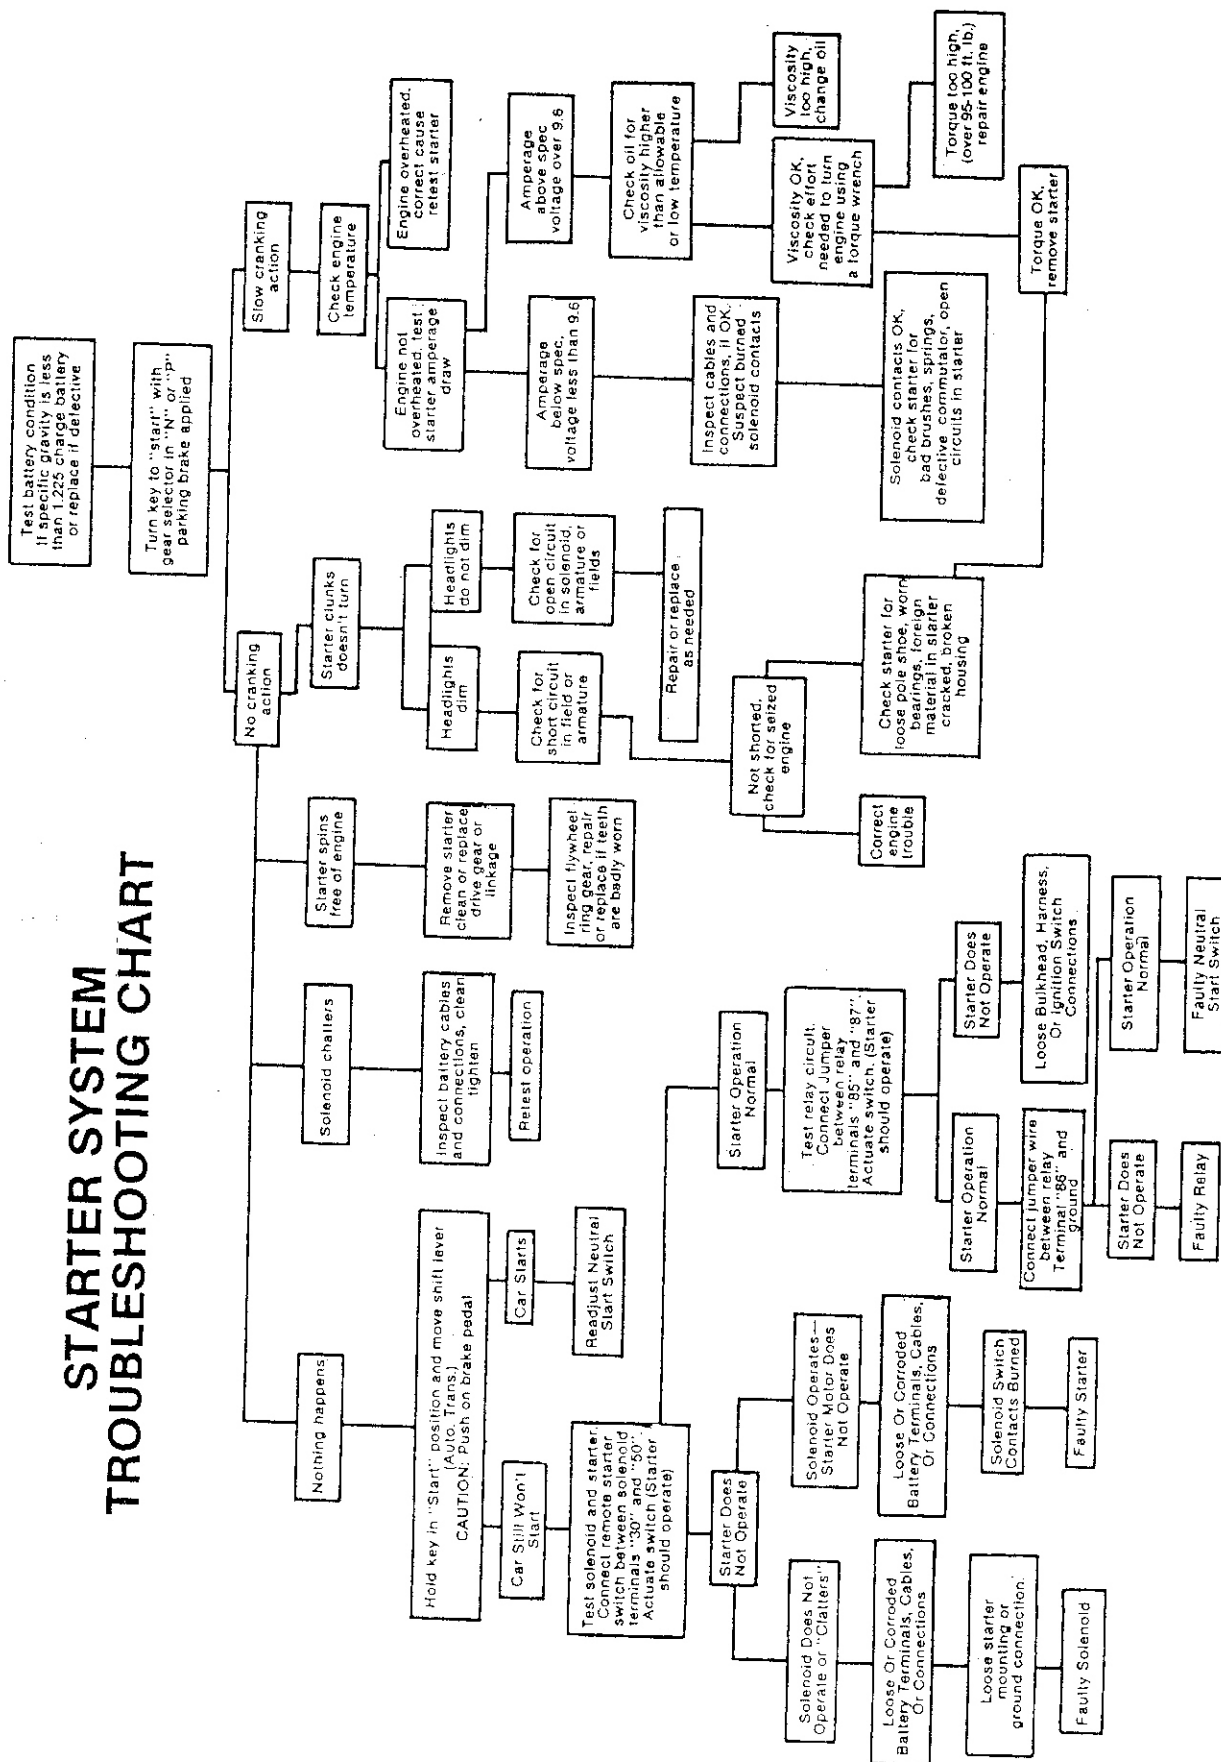 STARTER SYSTEM
TROUBLESHOOTING CHART
Test battery condition
If specific gravity is less
than 1.225 charge battery
or replace if defective
Turn key to "start" with
gear selector in "N" or "P"
parking brake applied
No cranking
action
Slow cranking
action
Nothing happens
Solenoid chatters
Starter spins
free of engine
Starter clunks
doesn't turn
Check engine
temperature
Hold key in "Start" position and move shift lever
(Auto. Trans.)
CAUTION: Push on brake pedal
Car Still Won't
Start
Car Starts
Readjust Neutral
Start Switch
Inspect battery cables
and connections, clean
tighten
Retest operation
Remove starter
clean or replace
drive gear or
linkage
Inspect flywheel
ring gear, repair
or replace if teeth
are badly worn
Headlights
dim
Headlights
do not dim
Check for
short circuit
in field or
armature
Check for
open circuit
in solenoid,
armature or
fields
Repair or replace
as needed
Not shorted,
check for seized
engine
Correct
engine
trouble
Check starter for
loose pole shoe, worn
bearings, foreign
material in starter
cracked, broken
housing
Engine not
overheated, test
starter amperage
draw
Engine overheated,
correct cause
retest starter
Amperage
below spec,
voltage less than 9.6
Amperage
above spec
voltage over 9.6
Inspect cables and
connections, if OK.
Suspect burned
solenoid contacts
Solenoid contacts OK,
check starter for
bad brushes, springs,
defective commutator, open
circuits in starter
Check oil for
viscosity higher
than allowable
or low temperature
Viscosity OK,
check effort
needed to turn
engine using
a torque wrench
Viscosity
too high,
change oil
Torque OK,
remove starter
Torque too high,
(over 95-100 ft. lb.)
repair engine
Test solenoid and starter.
Connect remote starter
switch between solenoid
terminals "30" and "50".
Actuate switch (Starter
should operate)
Starter Does
Not Operate
Starter Operation
Normal
Solenoid Does Not
Operate or "Clatters"
Loose Or Corroded
Battery Terminals, Cables,
Or Connections
Loose starter
mounting or
ground connection.
Faulty Solenoid
Solenoid Operates—
Starter Motor Does
Not Operate
Loose Or Corroded
Battery Terminals, Cables,
Or Connections
Solenoid Switch
Contacts Burned
Faulty Starter
Test relay circuit.
Connect Jumper
between relay
terminals "85" and "87".
Actuate switch. (Starter
should operate)
Starter Operation
Normal
Starter Does
Not Operate
Connect jumper wire
between relay
Terminal "86" and
ground
Loose Bulkhead, Harness,
Or Ignition Switch
Connections
Starter Does
Not Operate
Starter Operation
Normal
Faulty Relay
Faulty Neutral
Start Switch